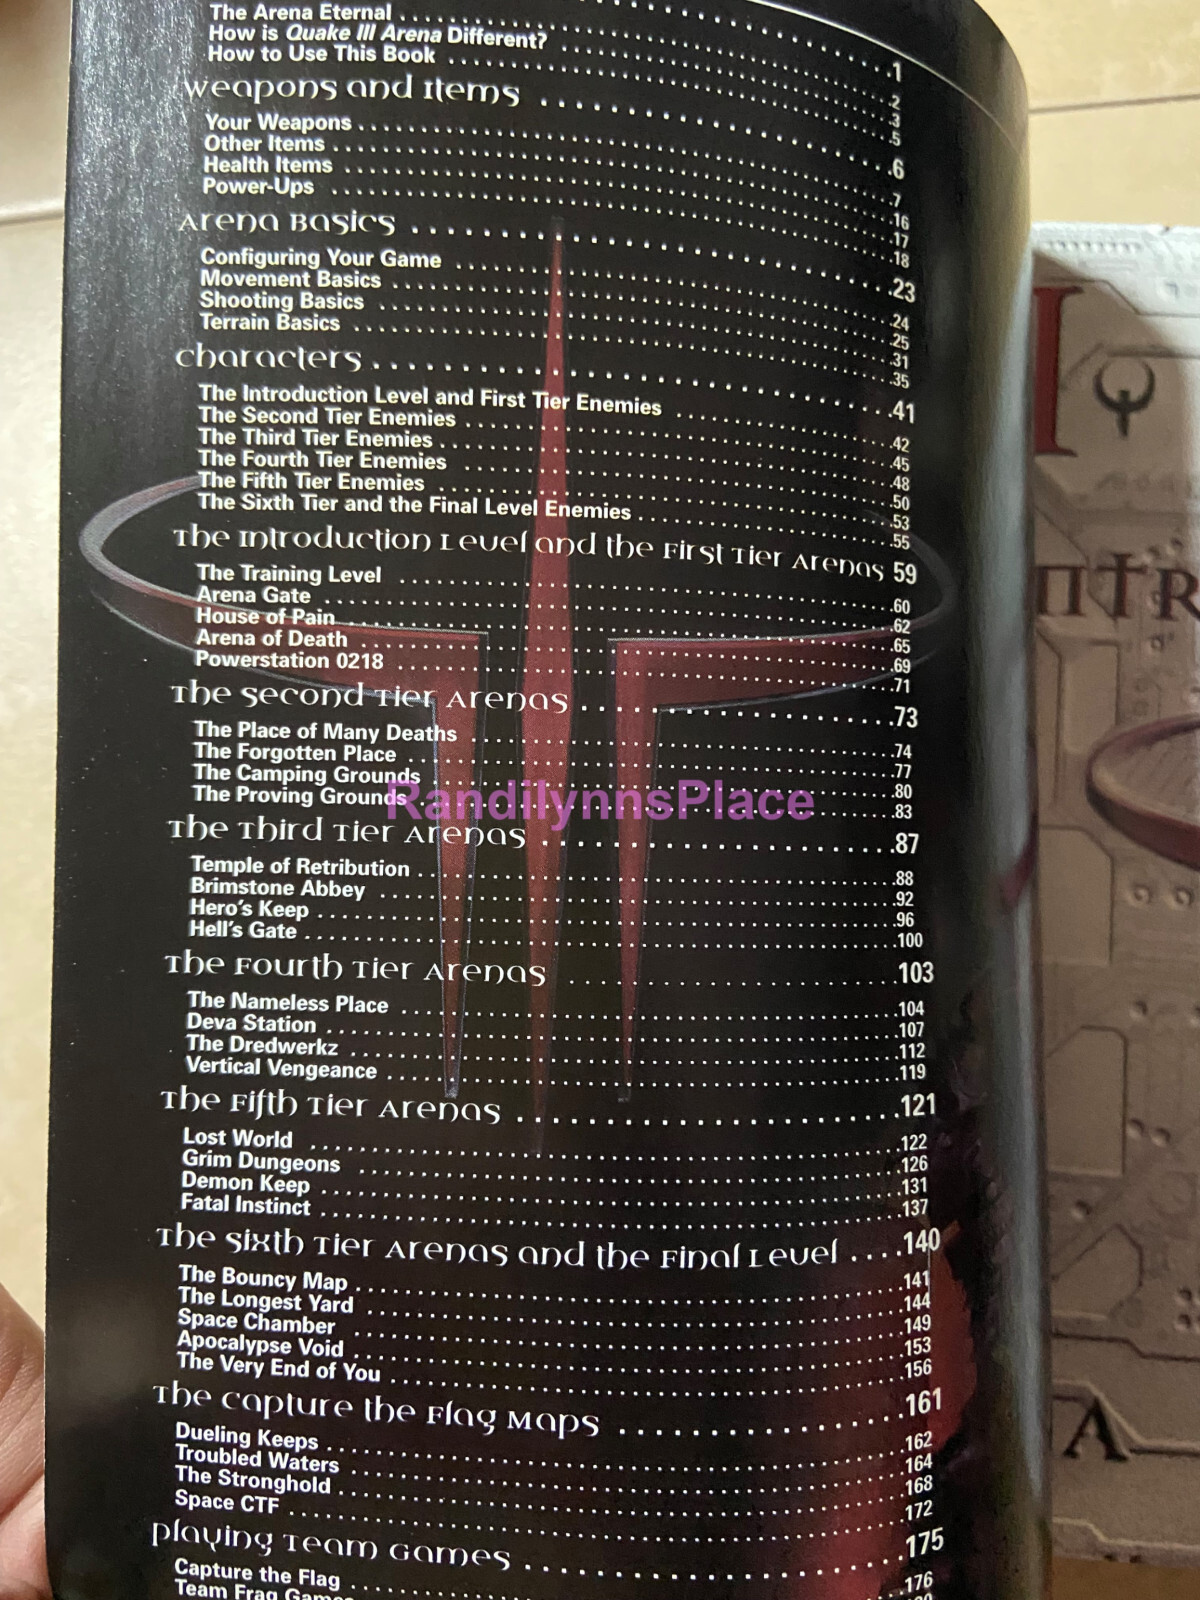 The Arena Eternal .1
How is Quake III Arena Different? .2
How to Use This Book .3
.5
Weapons and Items .6
Your Weapons .7
Other Items .16
Health Items .17
Power-Ups .18
Arena Basics .23
Configuring Your Game .24
Movement Basics .25
Shooting Basics .31
Terrain Basics .35
Characters .41
The Introduction Level and First Tier Enemies .42
The Second Tier Enemies .45
The Third Tier Enemies .48
The Fourth Tier Enemies .50
The Fifth Tier Enemies .53
The Sixth Tier and the Final Level Enemies .55
The Introduction Level and the First Tier Arenas 59
The Training Level .60
Arena Gate .62
House of Pain .65
Arena of Death .69
Powerstation 0218 .71
The Second Tier Arenas .73
The Place of Many Deaths .74
The Forgotten Place .77
The Camping Grounds .80
The Proving Grounds .83
RandilynnsPlace
The Third Tier Arenas .87
Temple of Retribution .88
Brimstone Abbey .92
Hero's Keep .96
Hell's Gate .100
The Fourth Tier Arenas .103
The Nameless Place .104
Deva Station .107
The Dredwerkz .112
Vertical Vengeance .119
The Fifth Tier Arenas .121
Lost World .122
Grim Dungeons .126
Demon Keep .131
Fatal Instinct .137
The Sixth Tier Arenas and the Final Level ....140
The Bouncy Map .141
The Longest Yard .144
Space Chamber .149
Apocalypse Void .153
The Very End of You .156
The Capture the Flag Maps .161
Dueling Keeps .162
Troubled Waters .164
The Stronghold .168
Space CTF .172
Playing Team Games .175
Capture the Flag .176
Team Frag
I
NTR
A